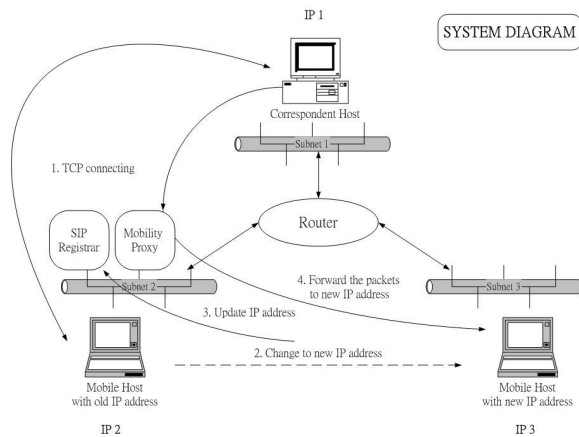 IP 1
SYSTEM DIAGRAM
Correspondent Host
Subnet 1
1. TCP connecting
Router
SIP
Registrar
Mobility
Proxy
Subnet 2
4. Forward the packets
to new IP address
Subnet 3
3. Update IP address
2. Change to new IP address
Mobile Host
with old IP address
Mobile Host
with new IP address
IP 2
IP 3